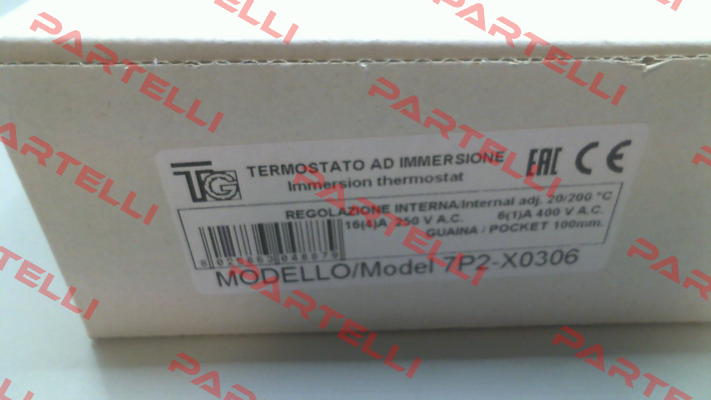 TG
TERMOSTATO AD IMMERSIONE
Immersion thermostat
EAC CE
REGOLAZIONE INTERNA/Internal adj. 20/200 °C
16(4)A 250 V A.C. 6(1)A 400 V A.C.
GUAINA / POCKET 100mm.
MODELLO/Model 7P2-X0306
PARTELLI
PARTELLI
PARTELLI
PARTELLI
PARTELLI
PARTELLI
PARTELLI